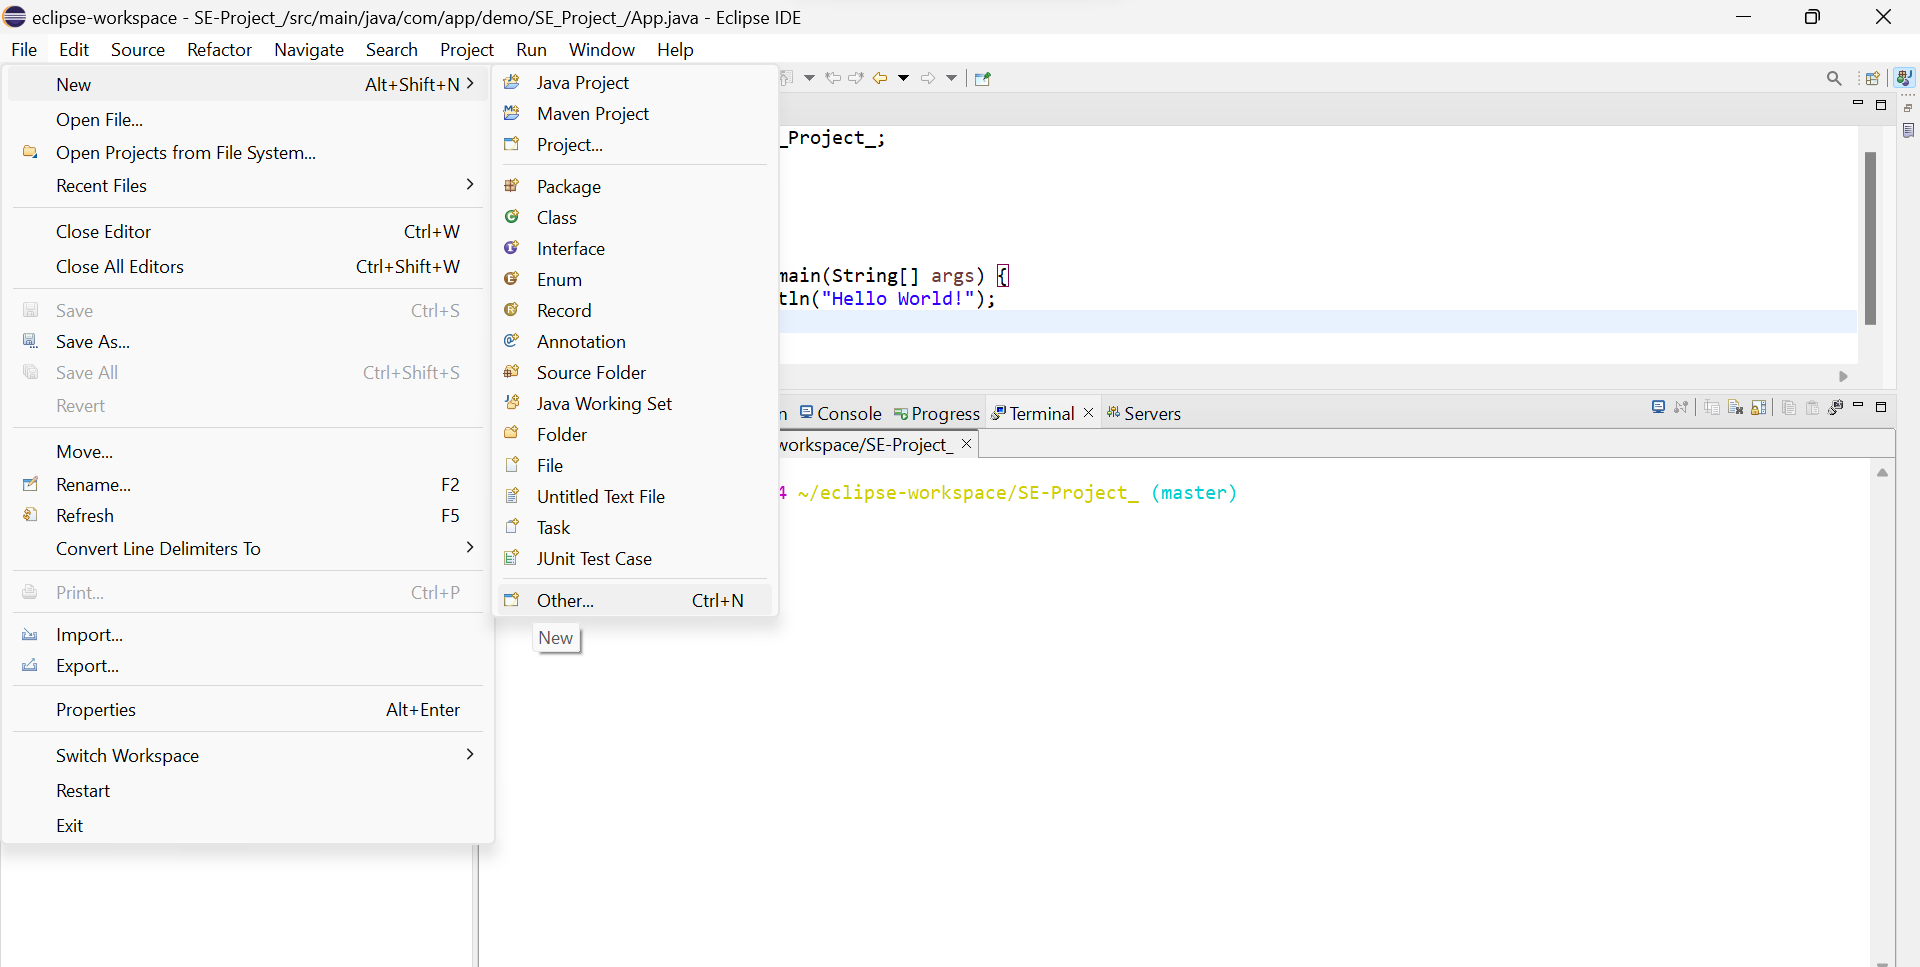 eclipse-workspace - SE-Project_/src/main/java/com/app/demo/SE_Project_/App.java - Eclipse IDE
File Edit Source Refactor Navigate Search Project Run Window Help
New Alt+Shift+N
Open File...
Open Projects from File System...
Recent Files
Close Editor Ctrl+W
Close All Editors Ctrl+Shift+W
Save Ctrl+S
Save As...
Save All Ctrl+Shift+S
Revert
Move...
Rename... F2
Refresh F5
Convert Line Delimiters To
Print... Ctrl+P
Import...
Export...
Properties Alt+Enter
Switch Workspace
Restart
Exit
Java Project
Maven Project
Project...
Package
Class
Interface
Enum
Record
Annotation
Source Folder
Java Working Set
Folder
File
Untitled Text File
Task
JUnit Test Case
Other... Ctrl+N
New
_Project_;
main(String[] args) {
tln("Hello World!");
n Console Progress Terminal Servers
workspace/SE-Project_
4 ~/eclipse-workspace/SE-Project_ (master)